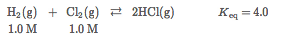 H₂(g) + Cl₂(g) ⇄ 2HCl(g) Keq = 4.0
1.0 M 1.0 M